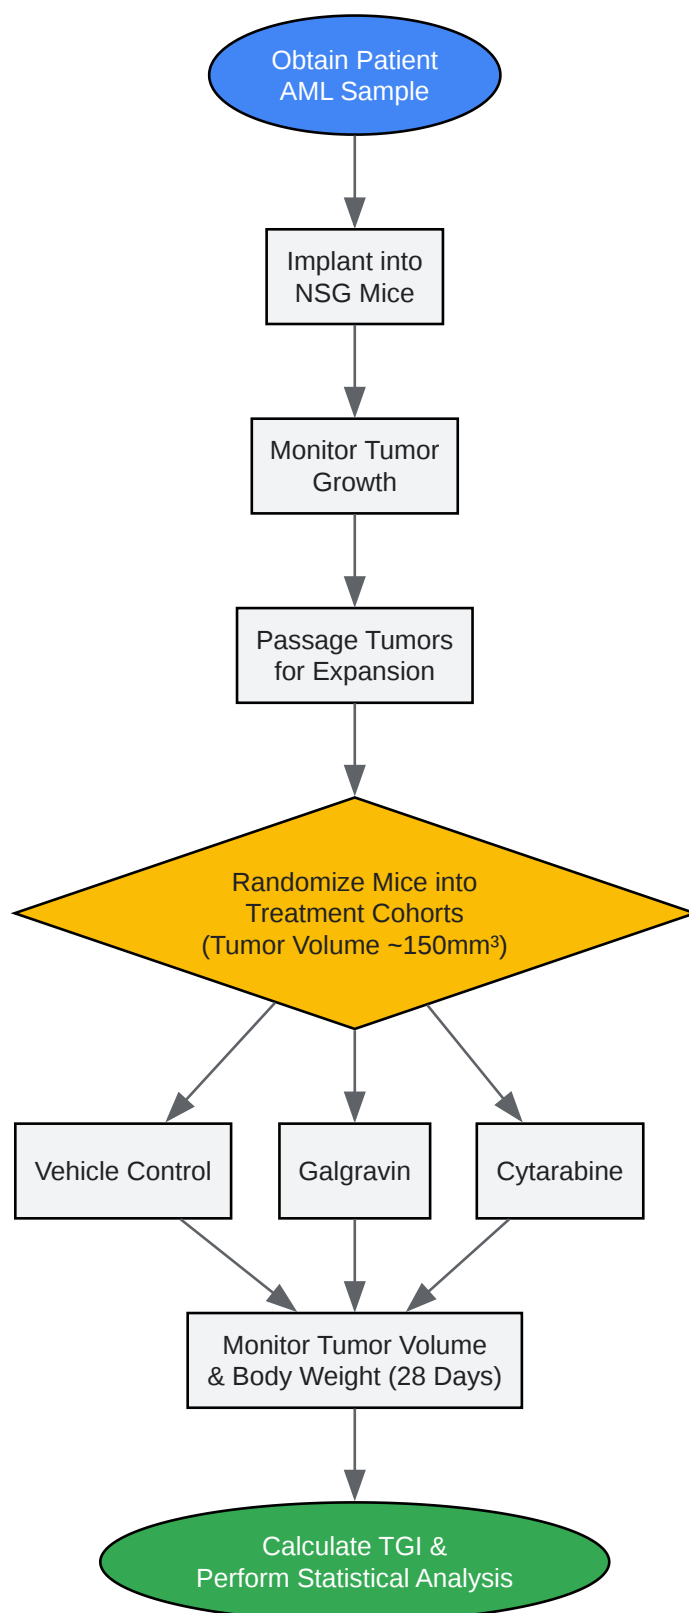 Obtain Patient
AML Sample
Implant into
NSG Mice
Monitor Tumor
Growth
Passage Tumors
for Expansion
Randomize Mice into
Treatment Cohorts
(Tumor Volume ~150mm³)
Vehicle Control
Galgravin
Cytarabine
Monitor Tumor Volume
& Body Weight (28 Days)
Calculate TGI &
Perform Statistical Analysis